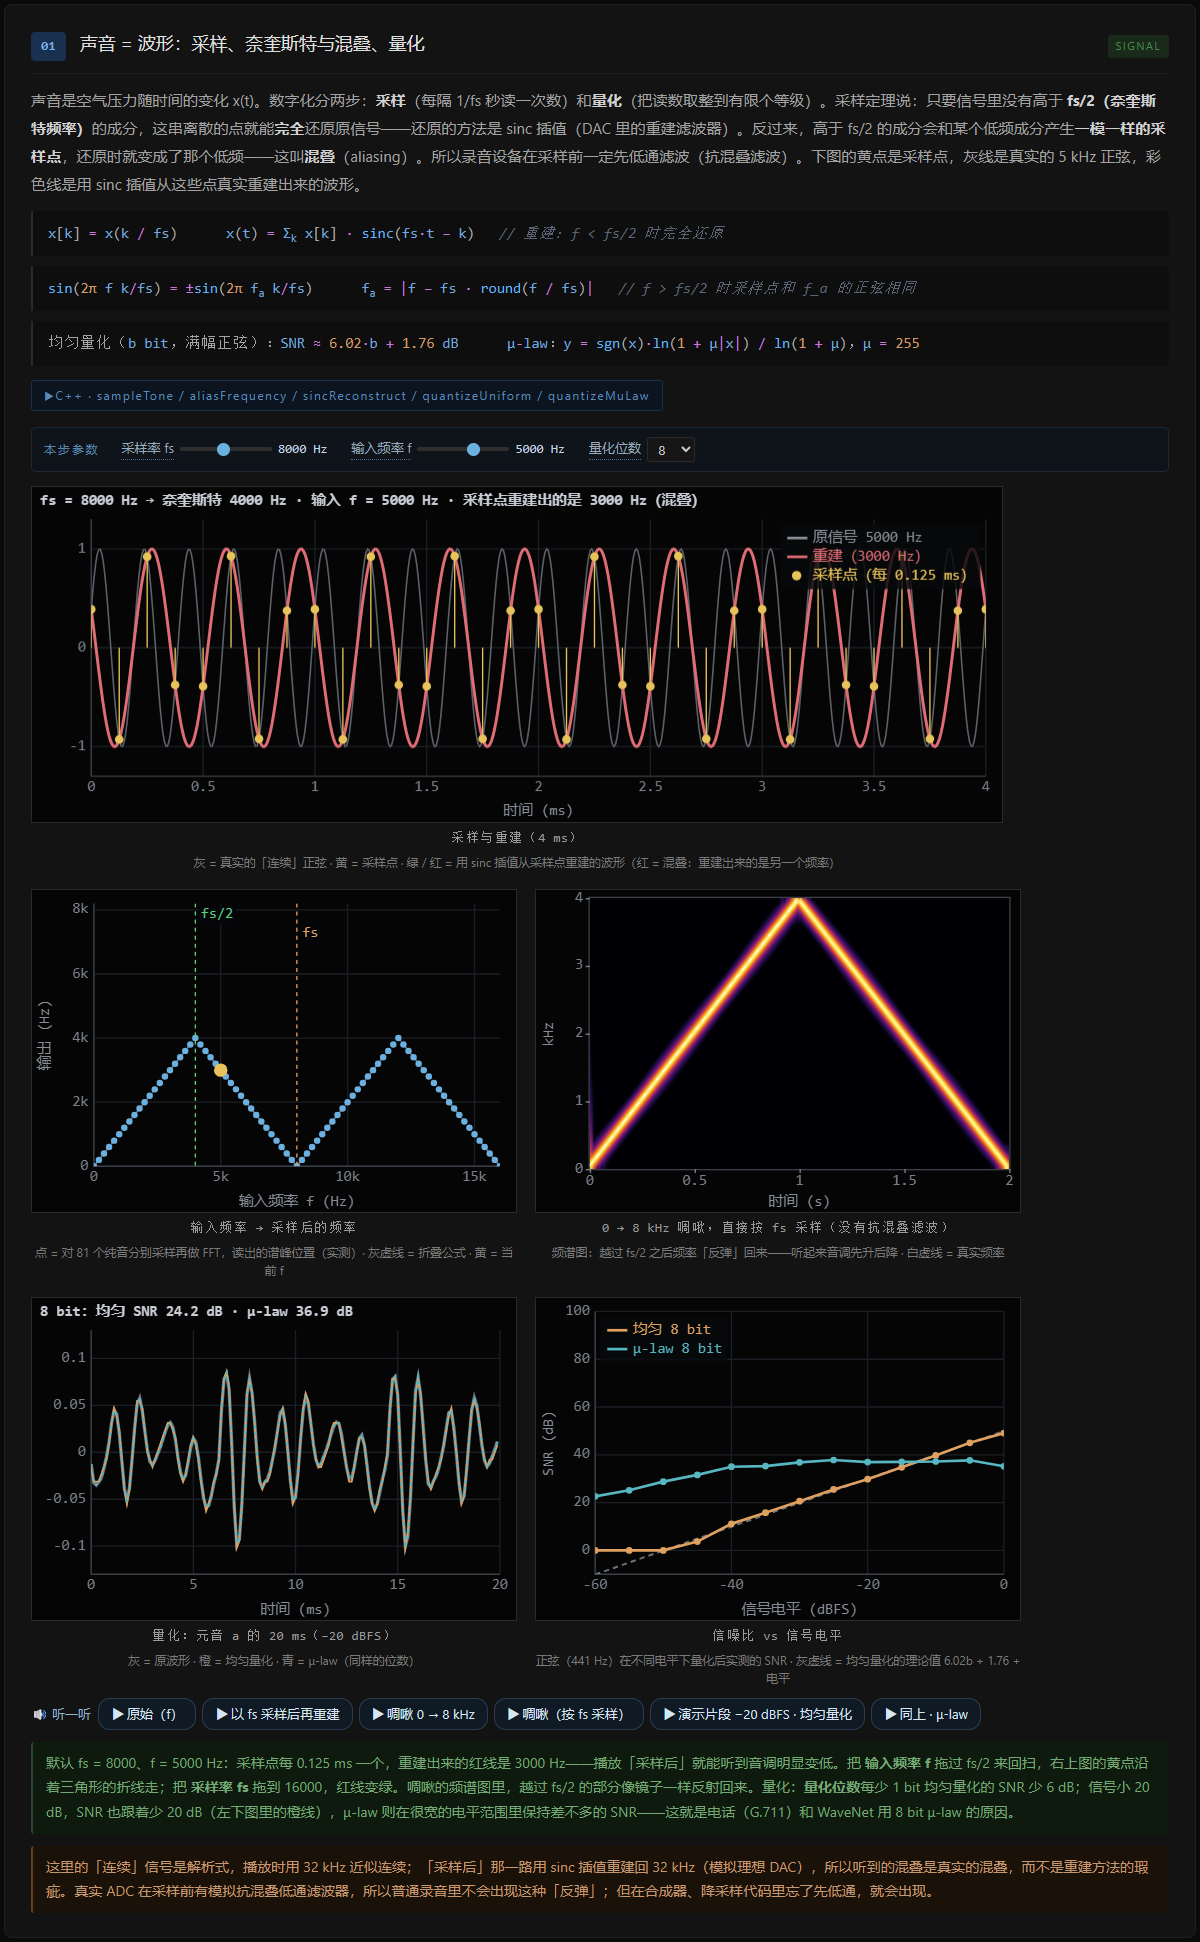 01 声音 = 波形：采样、奈奎斯特与混叠、量化 SIGNAL
声音是空气压力随时间的变化 x(t)。数字化分两步：采样（每隔 1/fs 秒读一次数）和量化（把读数取整到有限个等级）。采样定理说：只要信号里没有高于 fs/2（奈奎斯
特频率）的成分，这串离散的点就能完全还原原信号——还原的方法是 sinc 插值（DAC 里的重建滤波器）。反过来，高于 fs/2 的成分会和某个低频成分产生一模一样的采
样点，还原时就变成了那个低频——这叫混叠（aliasing）。所以录音设备在采样前一定先低通滤波（抗混叠滤波）。下图的黄点是采样点，灰线是真实的 5 kHz 正弦，彩
色线是用 sinc 插值从这些点真实重建出来的波形。
x[k] = x(k / fs) x(t) = Σk x[k] · sinc(fs·t − k) // 重建: f < fs/2 时完全还原
sin(2π f k/fs) = ±sin(2π fa k/fs) fa = |f − fs · round(f / fs)| // f > fs/2 时采样点和 f_a 的正弦相同
均匀量化（b bit，满幅正弦）: SNR ≈ 6.02·b + 1.76 dB μ-law: y = sgn(x)·ln(1 + μ|x|) / ln(1 + μ)，μ = 255
▶C++ · sampleTone / aliasFrequency / sincReconstruct / quantizeUniform / quantizeMuLaw
本步参数 采样率 fs 8000 Hz 输入频率 f 5000 Hz 量化位数 8
fs = 8000 Hz → 奈奎斯特 4000 Hz · 输入 f = 5000 Hz · 采样点重建出的是 3000 Hz (混叠)
原信号 5000 Hz
重建 (3000 Hz)
采样点 (每 0.125 ms)
1
0
-1
0 0.5 1 1.5 2 2.5 3 3.5 4
时间 (ms)
采样与重建（4 ms）
灰 = 真实的「连续」正弦 · 黄 = 采样点 · 绿 / 红 = 用 sinc 插值从采样点重建的波形（红 = 混叠：重建出来的是另一个频率）
8k
6k
4k
2k
0
fs/2
fs
输出 (Hz)
0 5k 10k 15k
输入频率 f (Hz)
输入频率 → 采样后的频率
点 = 对 81 个纯音分别采样再做 FFT，读出的谱峰位置（实测）· 灰虚线 = 折叠公式 · 黄 = 当
前 f
4
3
2
1
0
kHz
0 0.5 1 1.5 2
时间 (s)
0 → 8 kHz 啁啾，直接按 fs 采样（没有抗混叠滤波）
频谱图：越过 fs/2 之后频率「反弹」回来——听起来音调先升后降 · 白虚线 = 真实频率
8 bit: 均匀 SNR 24.2 dB · μ-law 36.9 dB
0.1
0.05
0
-0.05
-0.1
0 5 10 15 20
时间 (ms)
量化：元音 a 的 20 ms（−20 dBFS）
灰 = 原波形 · 橙 = 均匀量化 · 青 = μ-law（同样的位数）
均匀 8 bit
μ-law 8 bit
100
80
60
40
20
0
SNR (dB)
-60 -40 -20 0
信号电平 (dBFS)
信噪比 vs 信号电平
正弦（441 Hz）在不同电平下量化后实测的 SNR · 灰虚线 = 均匀量化的理论值 6.02b + 1.76 +
电平
🔊 听一听 ▶ 原始（f） ▶ 以 fs 采样后再重建 ▶ 啁啾 0 → 8 kHz ▶ 啁啾（按 fs 采样） ▶ 演示片段 −20 dBFS · 均匀量化 ▶ 同上 · μ-law
默认 fs = 8000、f = 5000 Hz：采样点每 0.125 ms 一个，重建出来的红线是 3000 Hz——播放「采样后」就能听到音调明显变低。把 输入频率 f 拖过 fs/2 来回扫，右上图的黄点沿
着三角形的折线走；把 采样率 fs 拖到 16000，红线变绿。啁啾的频谱图里，越过 fs/2 的部分像镜子一样反射回来。量化：量化位数每少 1 bit 均匀量化的 SNR 少 6 dB；信号小 20
dB，SNR 也跟着少 20 dB（左下图里的橙线），μ-law 则在很宽的电平范围里保持差不多的 SNR——这就是电话（G.711）和 WaveNet 用 8 bit μ-law 的原因。
这里的「连续」信号是解析式，播放时用 32 kHz 近似连续；「采样后」那一路用 sinc 插值重建回 32 kHz（模拟理想 DAC），所以听到的混叠是真实的混叠，而不是重建方法的瑕
疵。真实 ADC 在采样前有模拟抗混叠低通滤波器，所以普通录音里不会出现这种「反弹」；但在合成器、降采样代码里忘了先低通，就会出现。